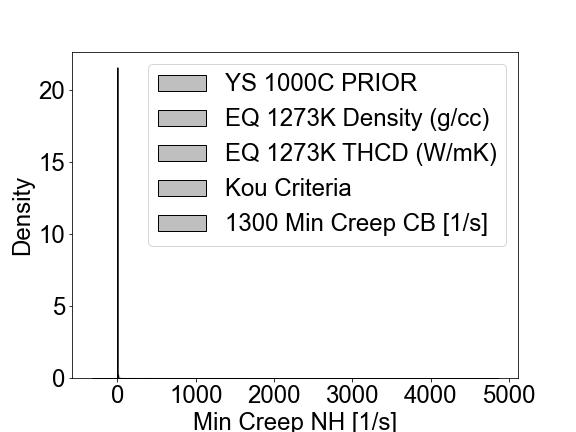 YS 1000C PRIOR
EQ 1273K Density (g/cc)
EQ 1273K THCD (W/mK)
Kou Criteria
1300 Min Creep CB [1/s]
Density
20
15
10
5
0
0 1000 2000 3000 4000 5000
Min Creep NH [1/s]